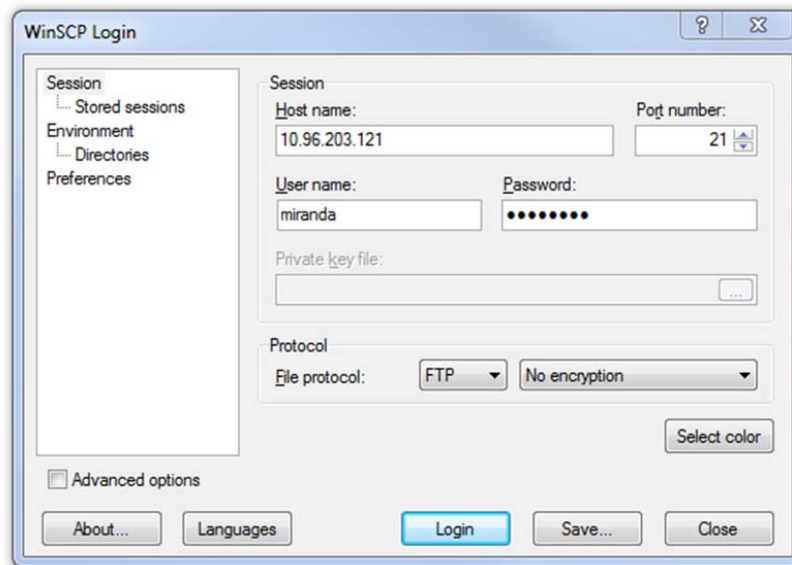 WinSCP Login
Session
Stored sessions
Environment
Directories
Preferences
Session
Host name:
Port number:
10.96.203.121
21
User name:
Password:
miranda
••••••••
Private key file:
...
Protocol
File protocol:
FTP
No encryption
Select color
Advanced options
About...
Languages
Login
Save...
Close